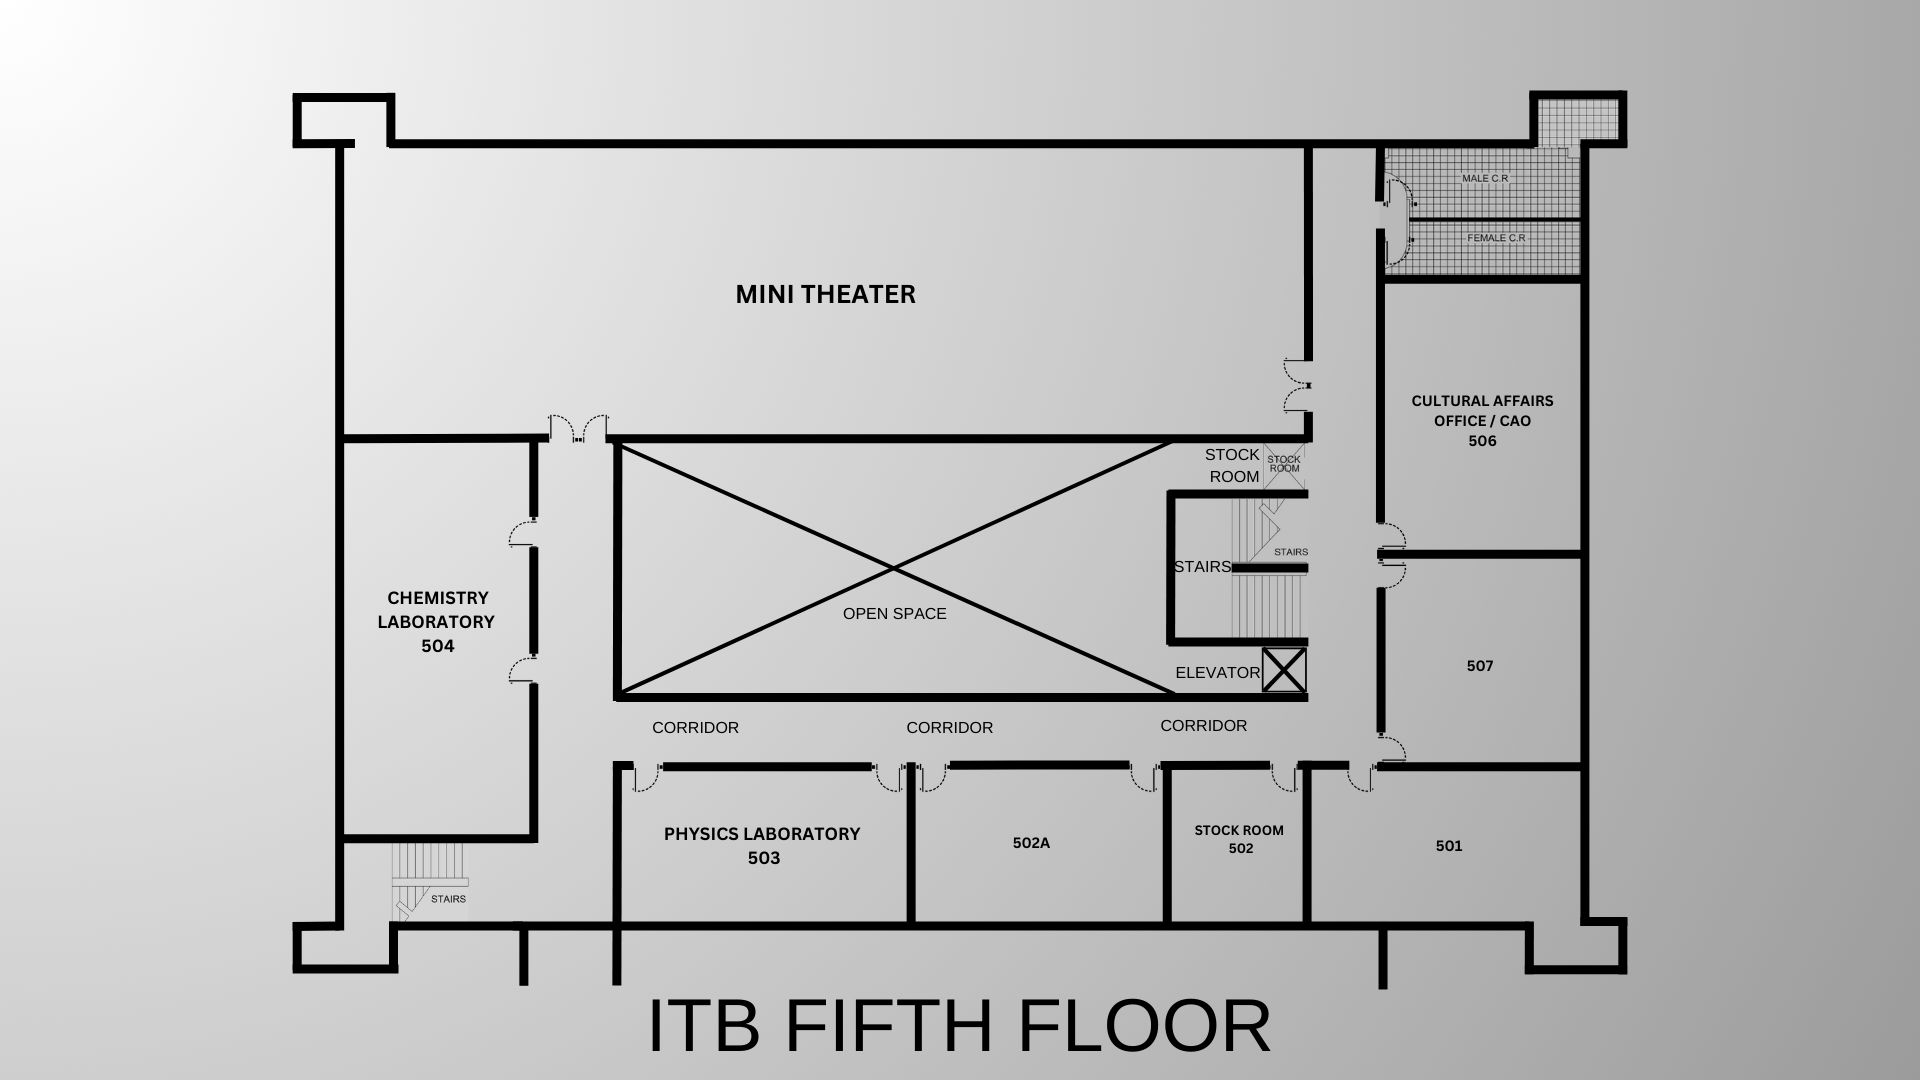 MALE C.R
FEMALE C.R
MINI THEATER
CULTURAL AFFAIRS
OFFICE / CAO
506
STOCK
ROOM
STOCK
ROOM
STAIRS
STAIRS
OPEN SPACE
CHEMISTRY
LABORATORY
504
507
ELEVATOR
CORRIDOR
CORRIDOR
CORRIDOR
PHYSICS LABORATORY
503
502A
STOCK ROOM
502
501
STAIRS
ITB FIFTH FLOOR